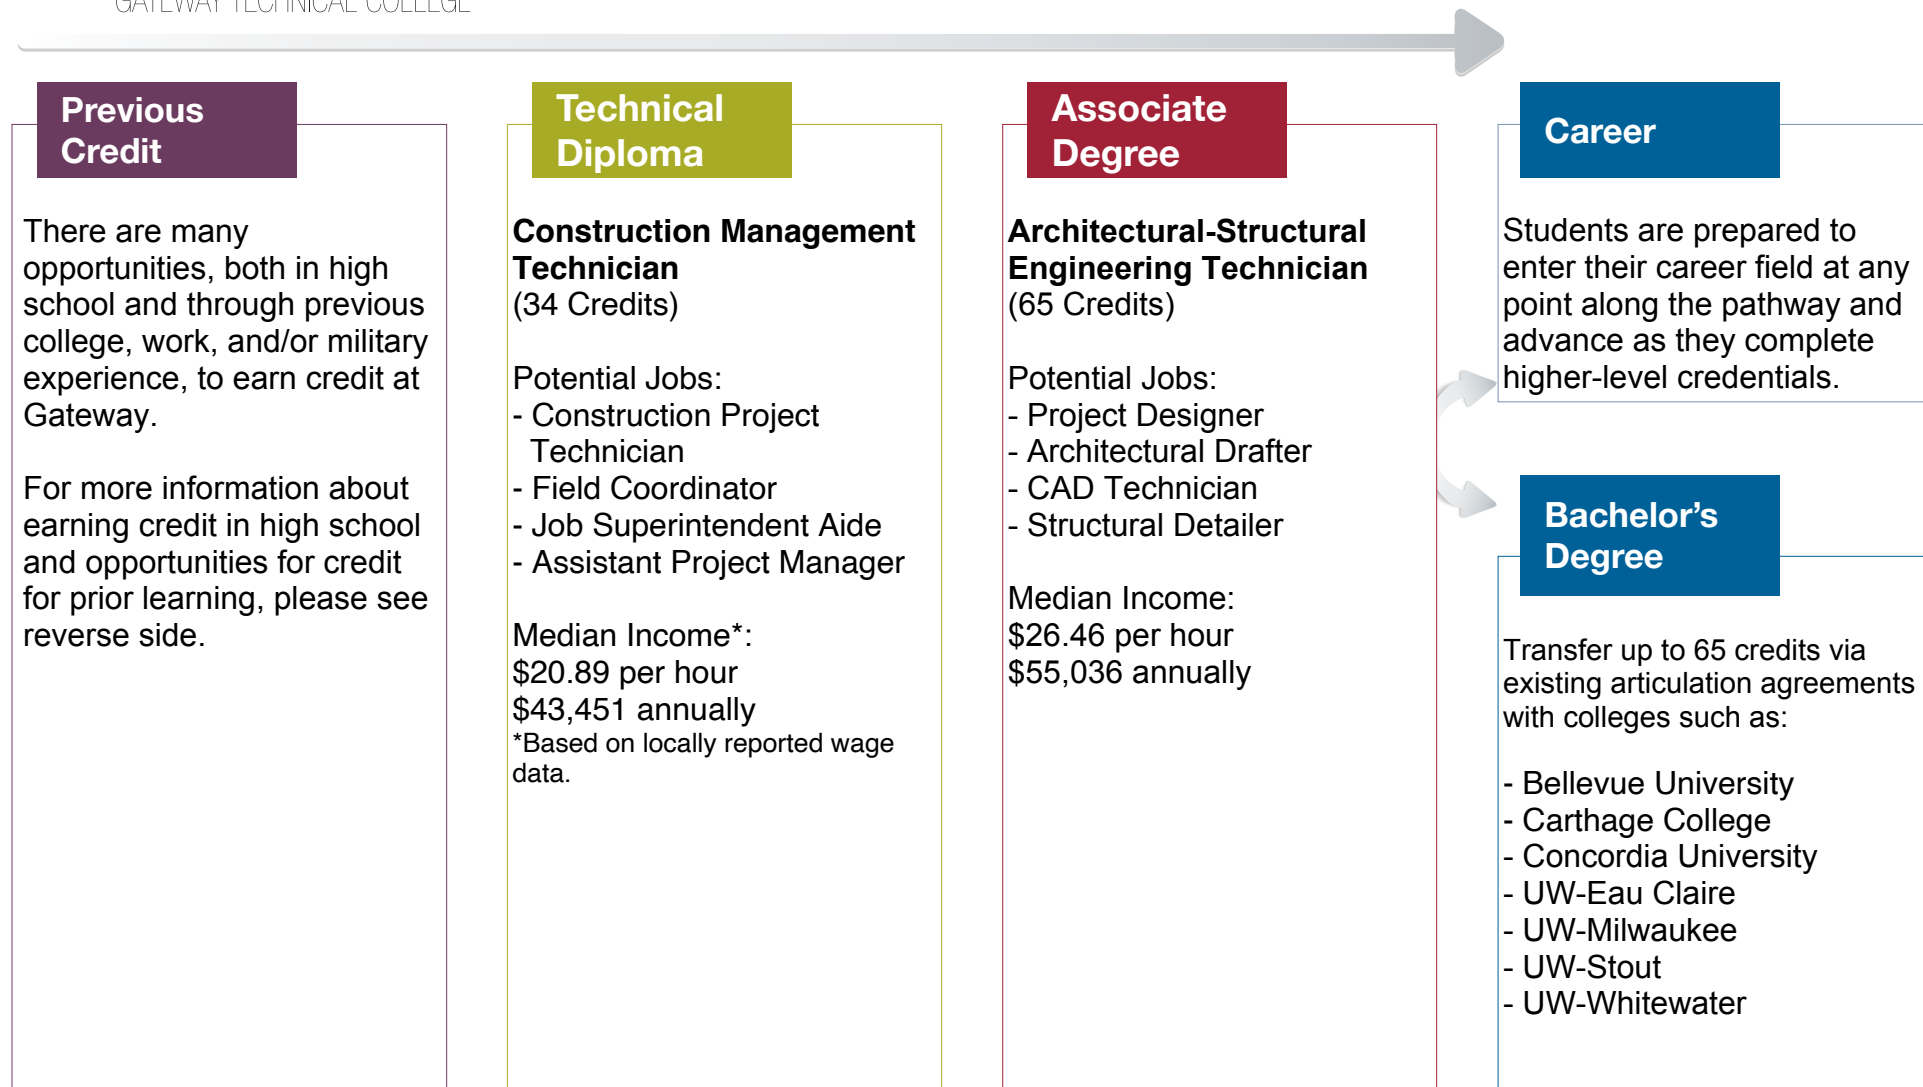 GATEWAY TECHNICAL COLLEGE
Previous
Credit
There are many
opportunities, both in high
school and through previous
college, work, and/or military
experience, to earn credit at
Gateway.
For more information about
earning credit in high school
and opportunities for credit
for prior learning, please see
reverse side.
Technical
Diploma
Construction Management
Technician
(34 Credits)
Potential Jobs:
- Construction Project
Technician
- Field Coordinator
- Job Superintendent Aide
- Assistant Project Manager
Median Income*:
$20.89 per hour
$43,451 annually
*Based on locally reported wage
data.
Associate
Degree
Architectural-Structural
Engineering Technician
(65 Credits)
Potential Jobs:
- Project Designer
- Architectural Drafter
- CAD Technician
- Structural Detailer
Median Income:
$26.46 per hour
$55,036 annually
Career
Students are prepared to
enter their career field at any
point along the pathway and
advance as they complete
higher-level credentials.
Bachelor’s
Degree
Transfer up to 65 credits via
existing articulation agreements
with colleges such as:
- Bellevue University
- Carthage College
- Concordia University
- UW-Eau Claire
- UW-Milwaukee
- UW-Stout
- UW-Whitewater